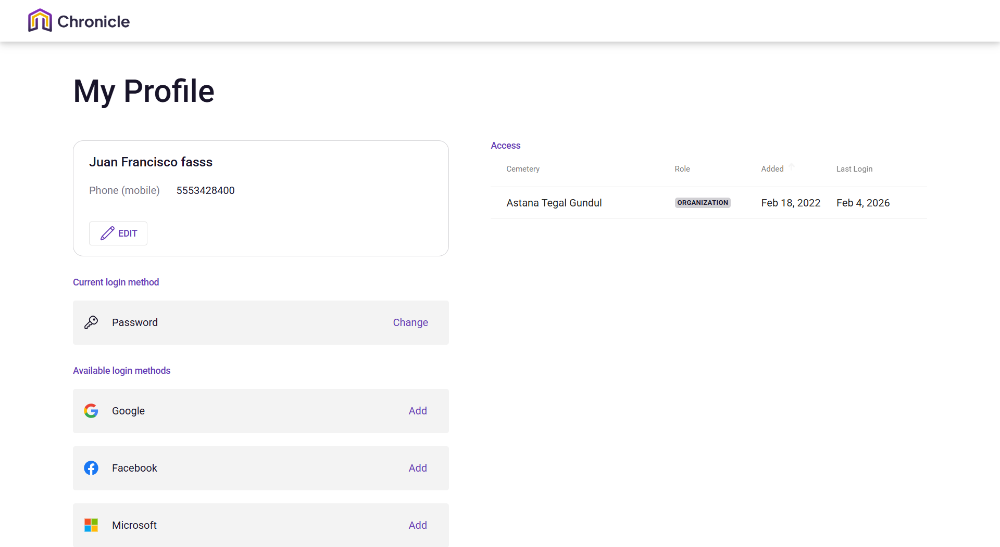 Chronicle
My Profile
Juan Francisco fasss
Phone (mobile) 5553428400
EDIT
Current login method
Password Change
Available login methods
Google Add
Facebook Add
Microsoft Add
Access
Cemetery Role Added Last Login
Astana Tegal Gundul ORGANIZATION Feb 18, 2022 Feb 4, 2026